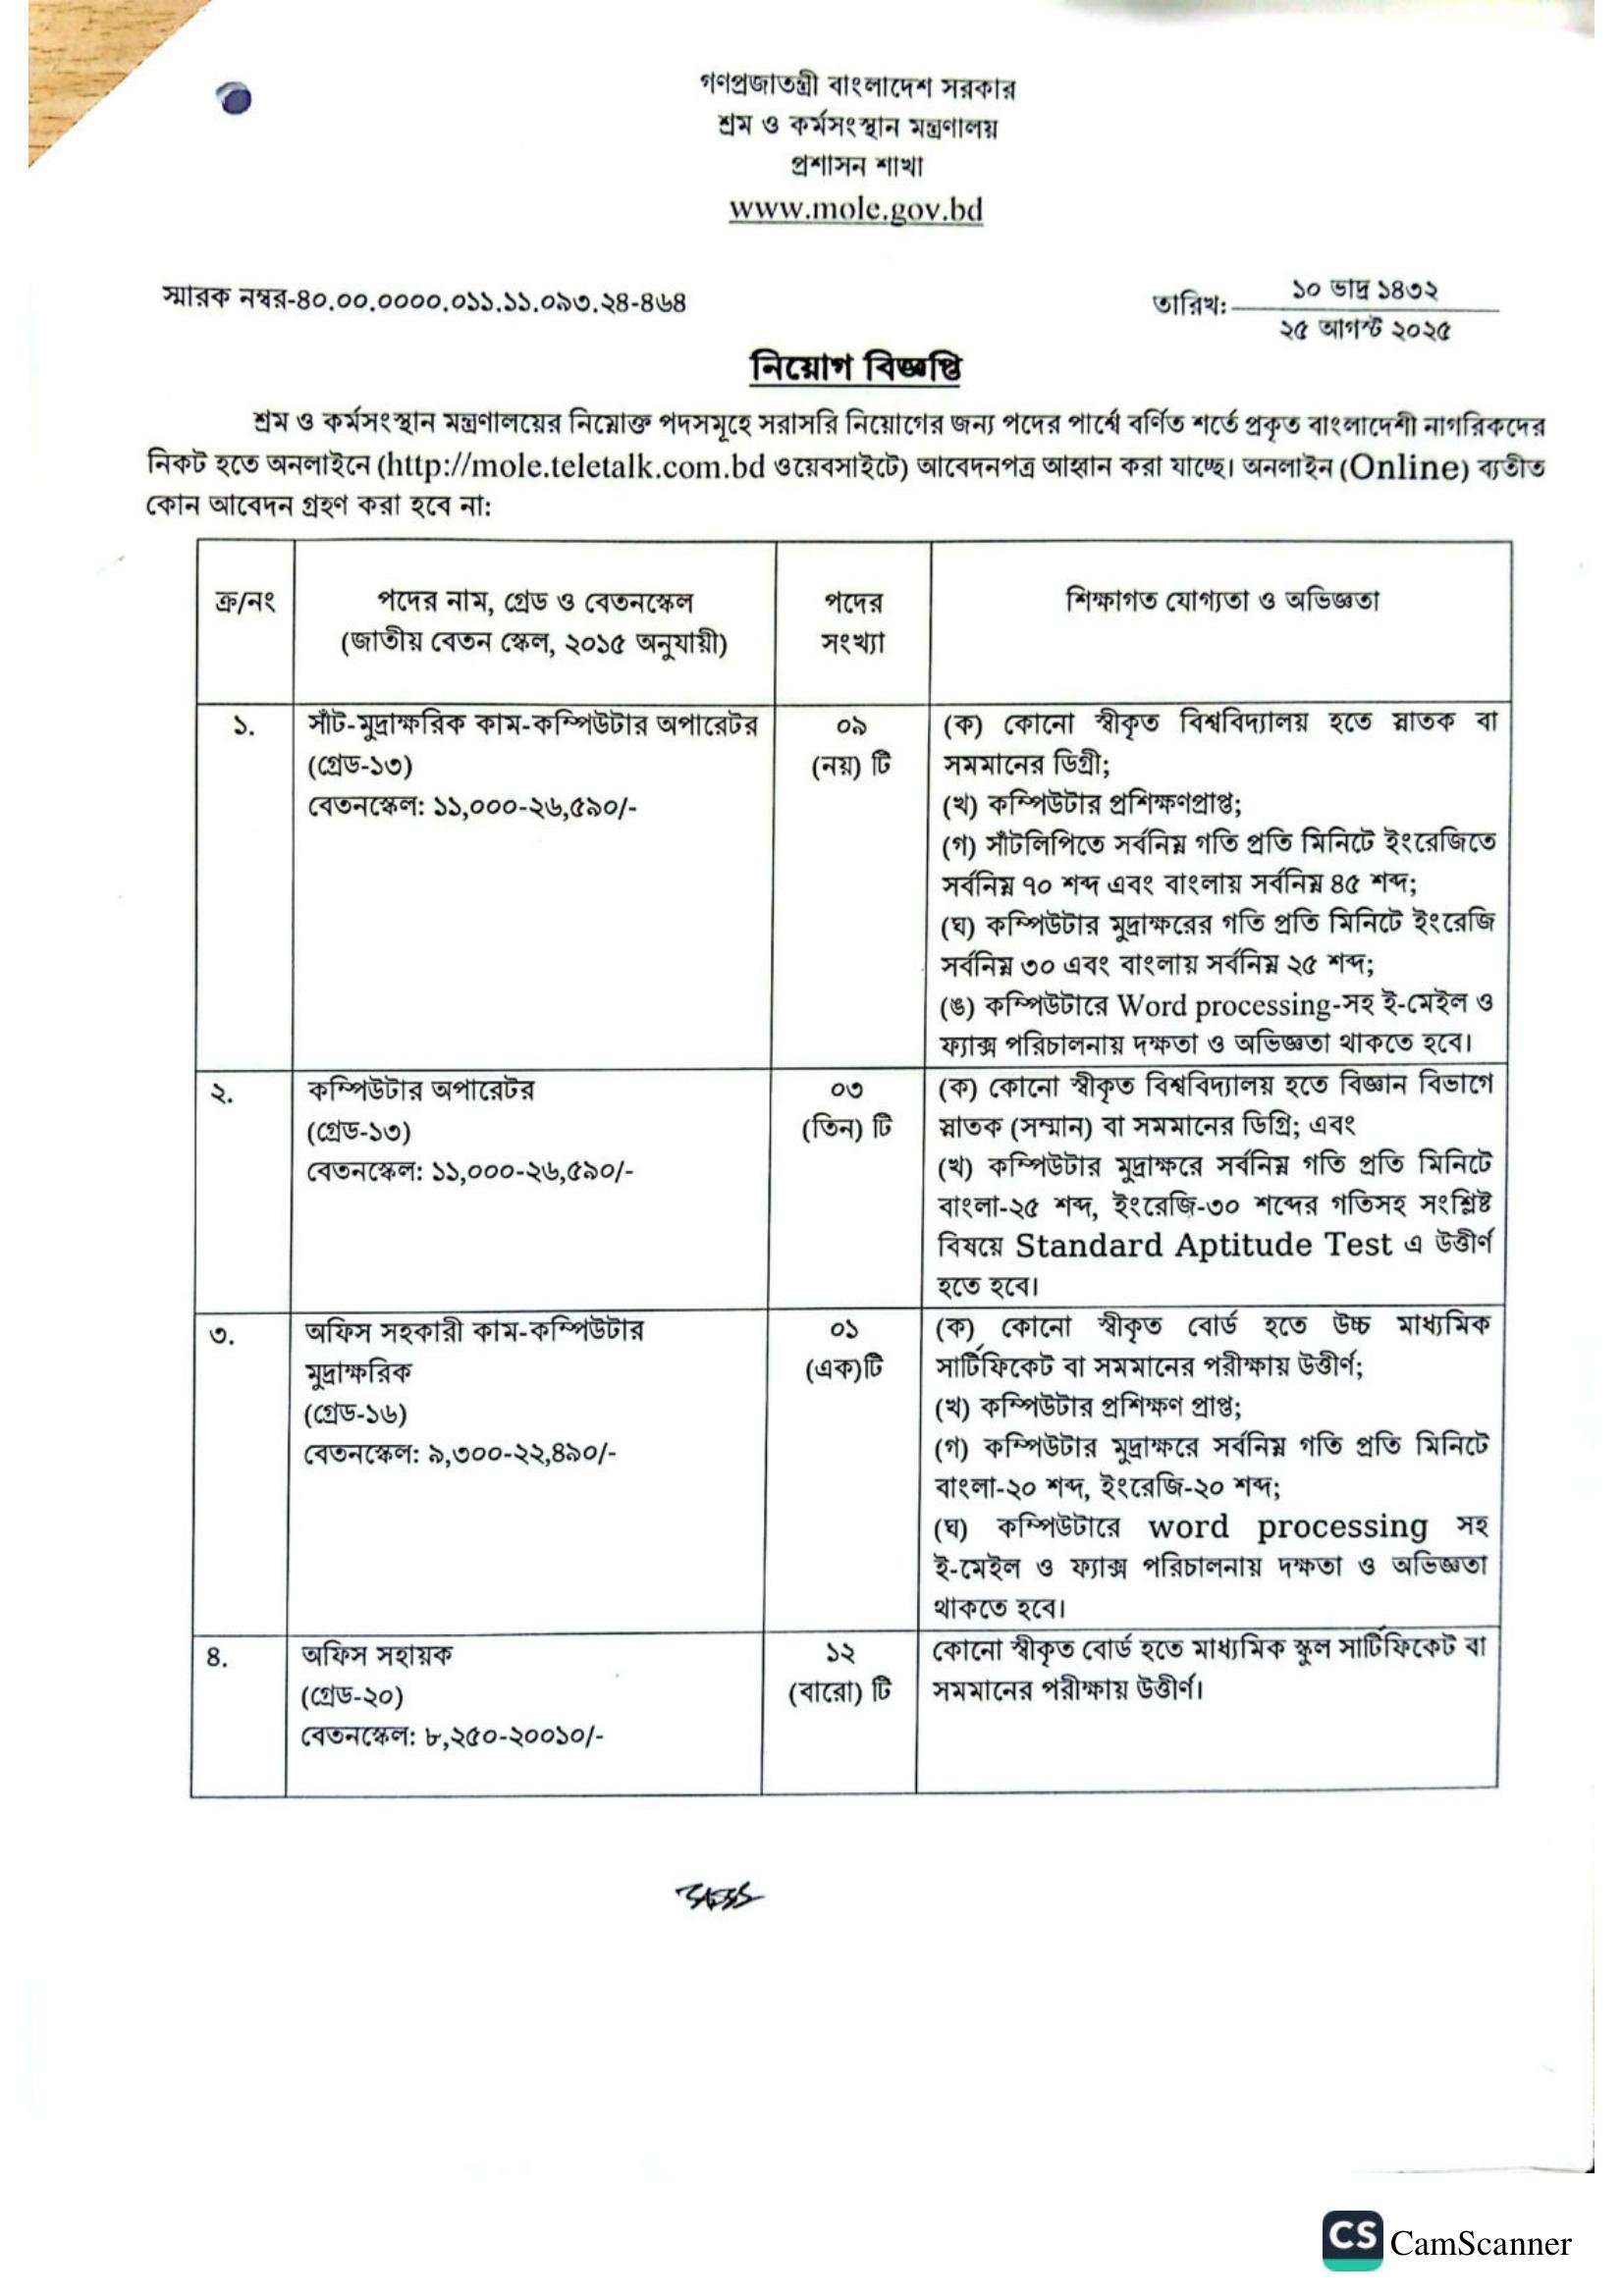 গণপ্রজাতন্ত্রী বাংলাদেশ সরকার
শ্রম ও কর্মসংস্থান মন্ত্রণালয়
প্রশাসন শাখা
www.mole.gov.bd
স্মারক নম্বর-৪০.০০.০০০০.০১১.১১.০৯৩.২৪-৪৬৪
তারিখ:
১০ ভাদ্র ১৪৩২
২৫ আগস্ট ২০২৫
নিয়োগ বিজ্ঞপ্তি
শ্রম ও কর্মসংস্থান মন্ত্রণালয়ের নিম্নোক্ত পদসমূহে সরাসরি নিয়োগের জন্য পদের পার্শ্বে বর্ণিত শর্তে প্রকৃত বাংলাদেশী নাগরিকদের
নিকট হতে অনলাইনে (http://mole.teletalk.com.bd ওয়েবসাইটে) আবেদনপত্র আহ্বান করা যাচ্ছে। অনলাইন (Online) ব্যতীত
কোন আবেদন গ্রহণ করা হবে না:
ক্র/নং
পদের নাম, গ্রেড ও বেতনস্কেল
(জাতীয় বেতন স্কেল, ২০১৫ অনুযায়ী)
পদের
সংখ্যা
শিক্ষাগত যোগ্যতা ও অভিজ্ঞতা
১.
সাঁট-মুদ্রাক্ষরিক কাম-কম্পিউটার অপারেটর
(গ্রেড-১৩)
বেতনস্কেল: ১১,০০০-২৬,৫৯০/-
০৯
(নয়) টি
(ক) কোনো স্বীকৃত বিশ্ববিদ্যালয় হতে স্নাতক বা
সমমানের ডিগ্রী;
(খ) কম্পিউটার প্রশিক্ষণপ্রাপ্ত;
(গ) সাঁটলিপিতে সর্বনিম্ন গতি প্রতি মিনিটে ইংরেজিতে
সর্বনিম্ন ৭০ শব্দ এবং বাংলায় সর্বনিম্ন ৪৫ শব্দ;
(ঘ) কম্পিউটার মুদ্রাক্ষরের গতি প্রতি মিনিটে ইংরেজি
সর্বনিম্ন ৩০ এবং বাংলায় সর্বনিম্ন ২৫ শব্দ;
(ঙ) কম্পিউটারে Word processing-সহ ই-মেইল ও
ফ্যাক্স পরিচালনায় দক্ষতা ও অভিজ্ঞতা থাকতে হবে।
২.
কম্পিউটার অপারেটর
(গ্রেড-১৩)
বেতনস্কেল: ১১,০০০-২৬,৫৯০/-
০৩
(তিন) টি
(ক) কোনো স্বীকৃত বিশ্ববিদ্যালয় হতে বিজ্ঞান বিভাগে
স্নাতক (সম্মান) বা সমমানের ডিগ্রি; এবং
(খ) কম্পিউটার মুদ্রাক্ষরে সর্বনিম্ন গতি প্রতি মিনিটে
বাংলা-২৫ শব্দ, ইংরেজি-৩০ শব্দের গতিসহ সংশ্লিষ্ট
বিষয়ে Standard Aptitude Test এ উত্তীর্ণ
হতে হবে।
৩.
অফিস সহকারী কাম-কম্পিউটার
মুদ্রাক্ষরিক
(গ্রেড-১৬)
বেতনস্কেল: ৯,৩০০-২২,৪৯০/-
০১
(এক)টি
(ক) কোনো স্বীকৃত বোর্ড হতে উচ্চ মাধ্যমিক
সার্টিফিকেট বা সমমানের পরীক্ষায় উত্তীর্ণ;
(খ) কম্পিউটার প্রশিক্ষণ প্রাপ্ত;
(গ) কম্পিউটার মুদ্রাক্ষরে সর্বনিম্ন গতি প্রতি মিনিটে
বাংলা-২০ শব্দ, ইংরেজি-২০ শব্দ;
(ঘ) কম্পিউটারে word processing সহ
ই-মেইল ও ফ্যাক্স পরিচালনায় দক্ষতা ও অভিজ্ঞতা
থাকতে হবে।
৪.
অফিস সহায়ক
(গ্রেড-২০)
বেতনস্কেল: ৮,২৫০-২০০১০/-
১২
(বারো) টি
কোনো স্বীকৃত বোর্ড হতে মাধ্যমিক স্কুল সার্টিফিকেট বা
সমমানের পরীক্ষায় উত্তীর্ণ।
CS CamScanner